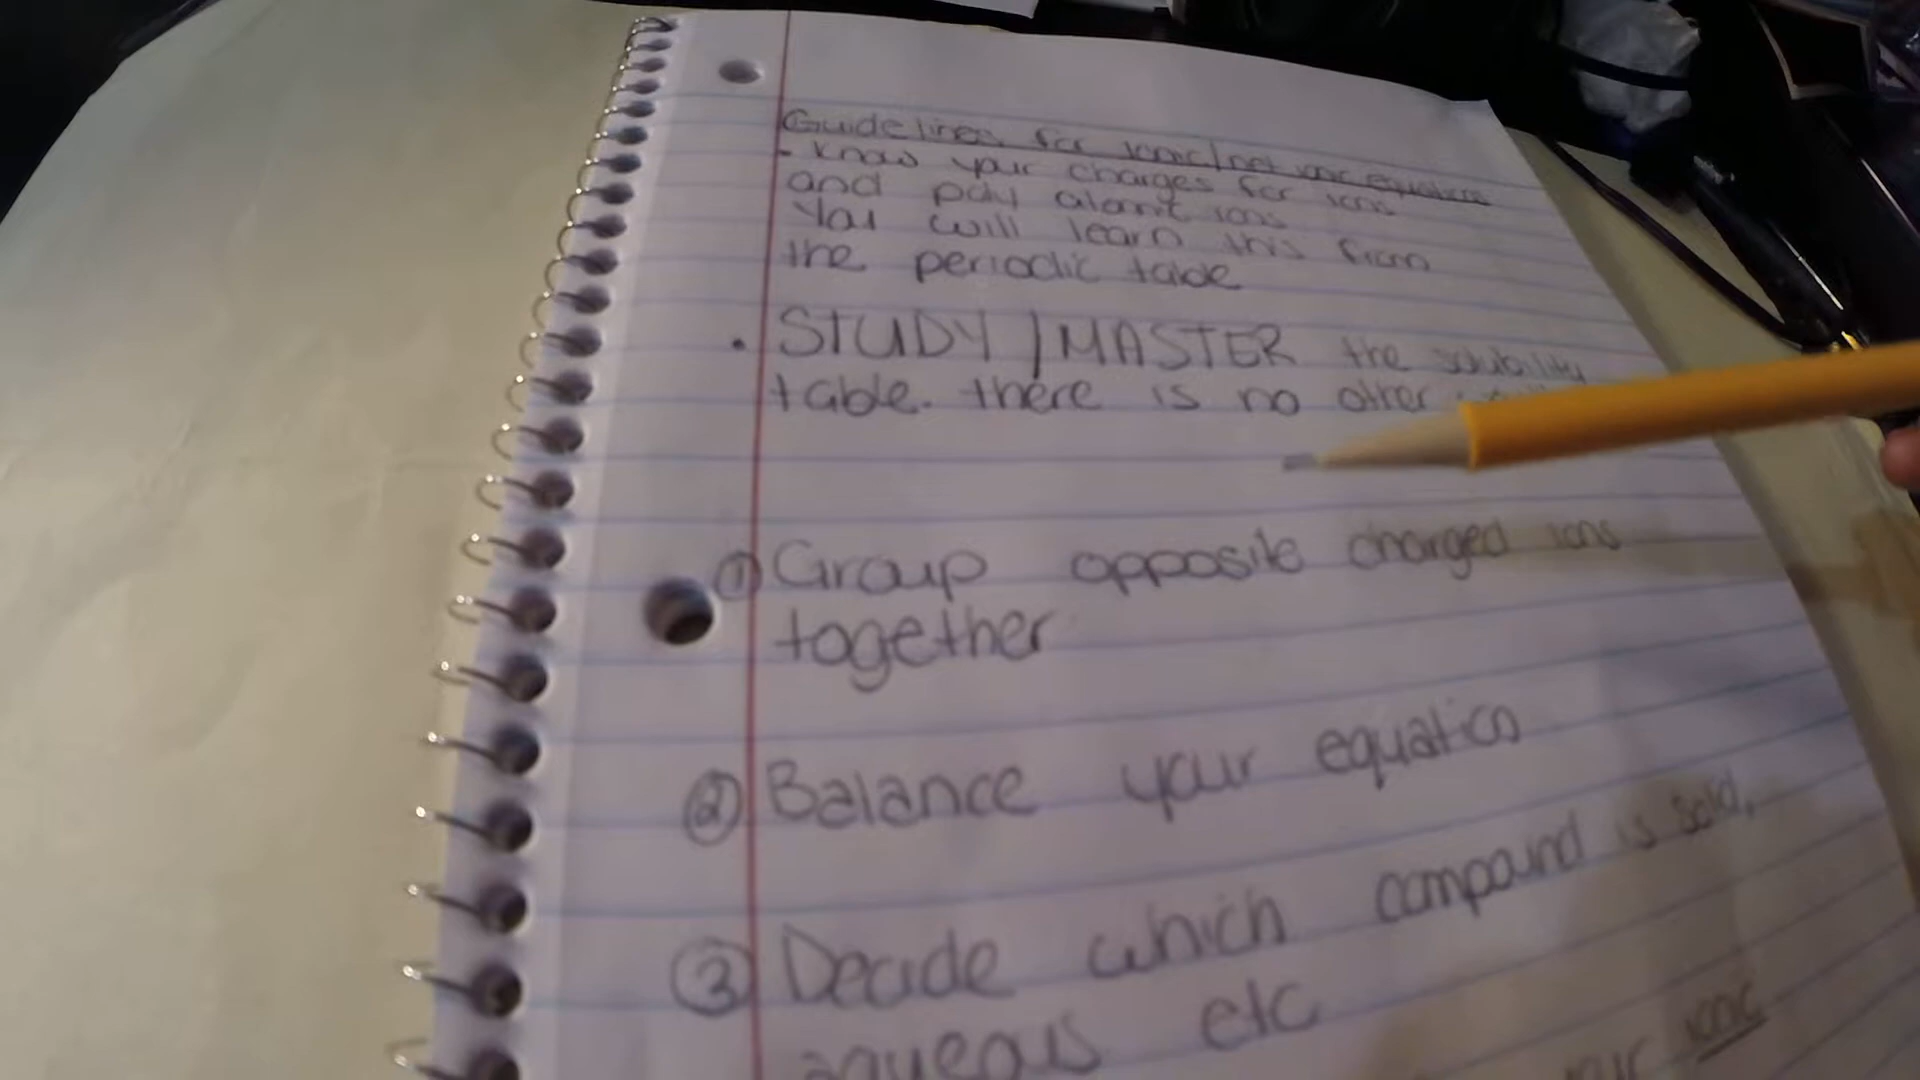 Guidelines for ionic/net ionic equations
- Know your charges for ions
and poly atomic ions
You will learn this from
the periodic table
• STUDY/MASTER the solubility
table. there is no other
① Group opposite charged ions
together
② Balance your equation
③ Decide which compound is solid,
aqueous etc
your ionic